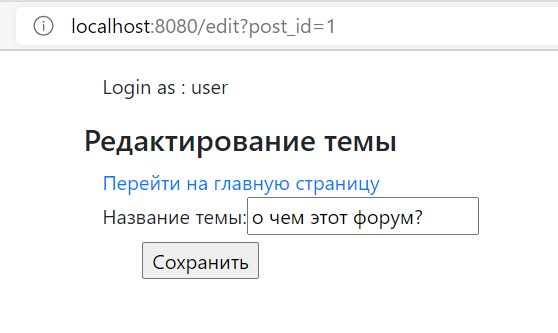 localhost:8080/edit?post_id=1
Login as : user
Редактирование темы
Перейти на главную страницу
Название темы: о чем этот форум?
Сохранить